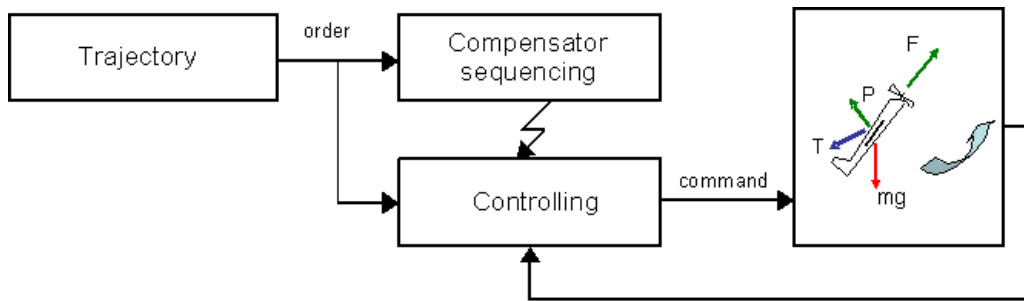 Trajectory
order
Compensator
sequencing
Controlling
command
F
P
T
mg